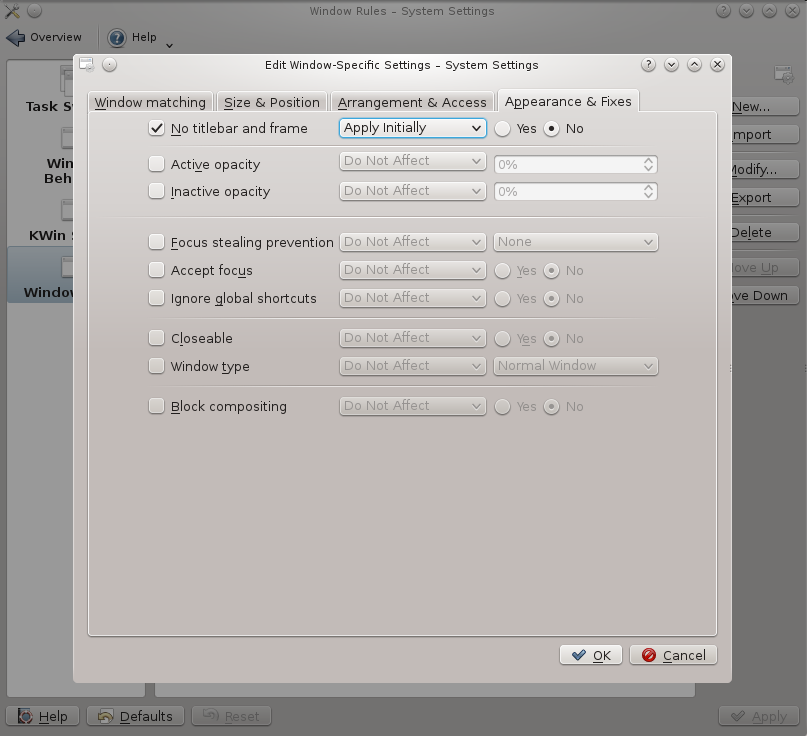 Window Rules – System Settings
Overview
Help
Edit Window-Specific Settings – System Settings
Window matching
Size & Position
Arrangement & Access
Appearance & Fixes
No titlebar and frame
Apply Initially
Yes
No
Active opacity
Do Not Affect
0%
Inactive opacity
Do Not Affect
0%
Focus stealing prevention
Do Not Affect
None
Accept focus
Do Not Affect
Yes
No
Ignore global shortcuts
Do Not Affect
Yes
No
Closeable
Do Not Affect
Yes
No
Window type
Do Not Affect
Normal Window
Block compositing
Do Not Affect
Yes
No
OK
Cancel
Task S
Win
Beh
KWin
Window
New...
mport
Modify...
Export
Delete
ove Up
ve Down
Help
Defaults
Reset
Apply